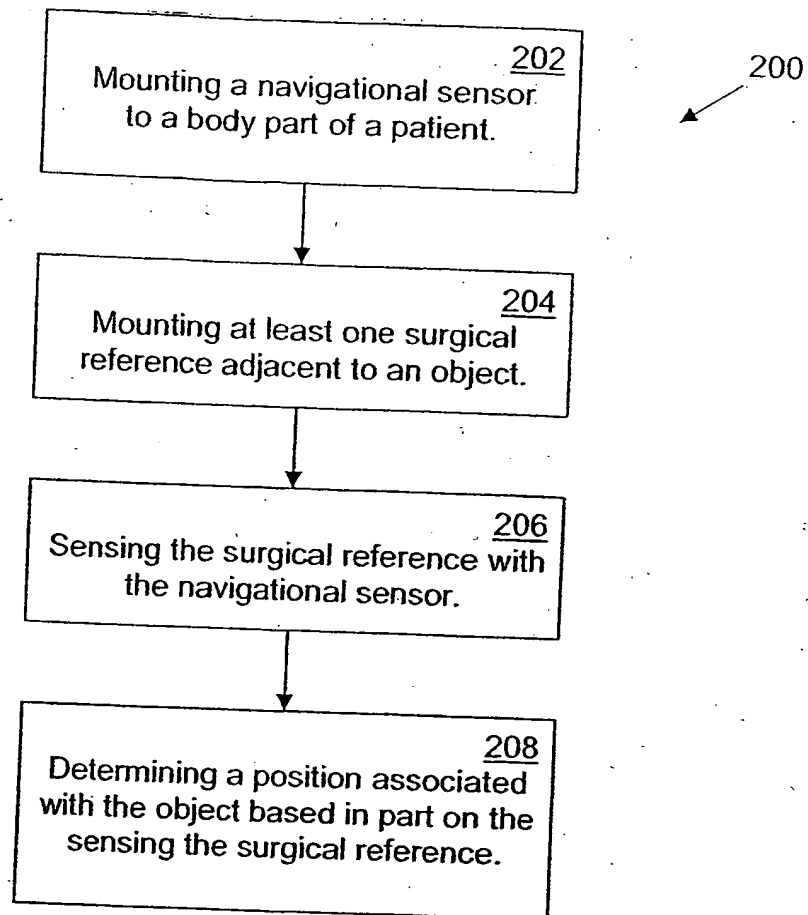 202
200
Mounting a navigational sensor
to a body part of a patient.
204
Mounting at least one surgical
reference adjacent to an object.
206
Sensing the surgical reference with
the navigational sensor.
208
Determining a position associated
with the object based in part on the
sensing the surgical reference.